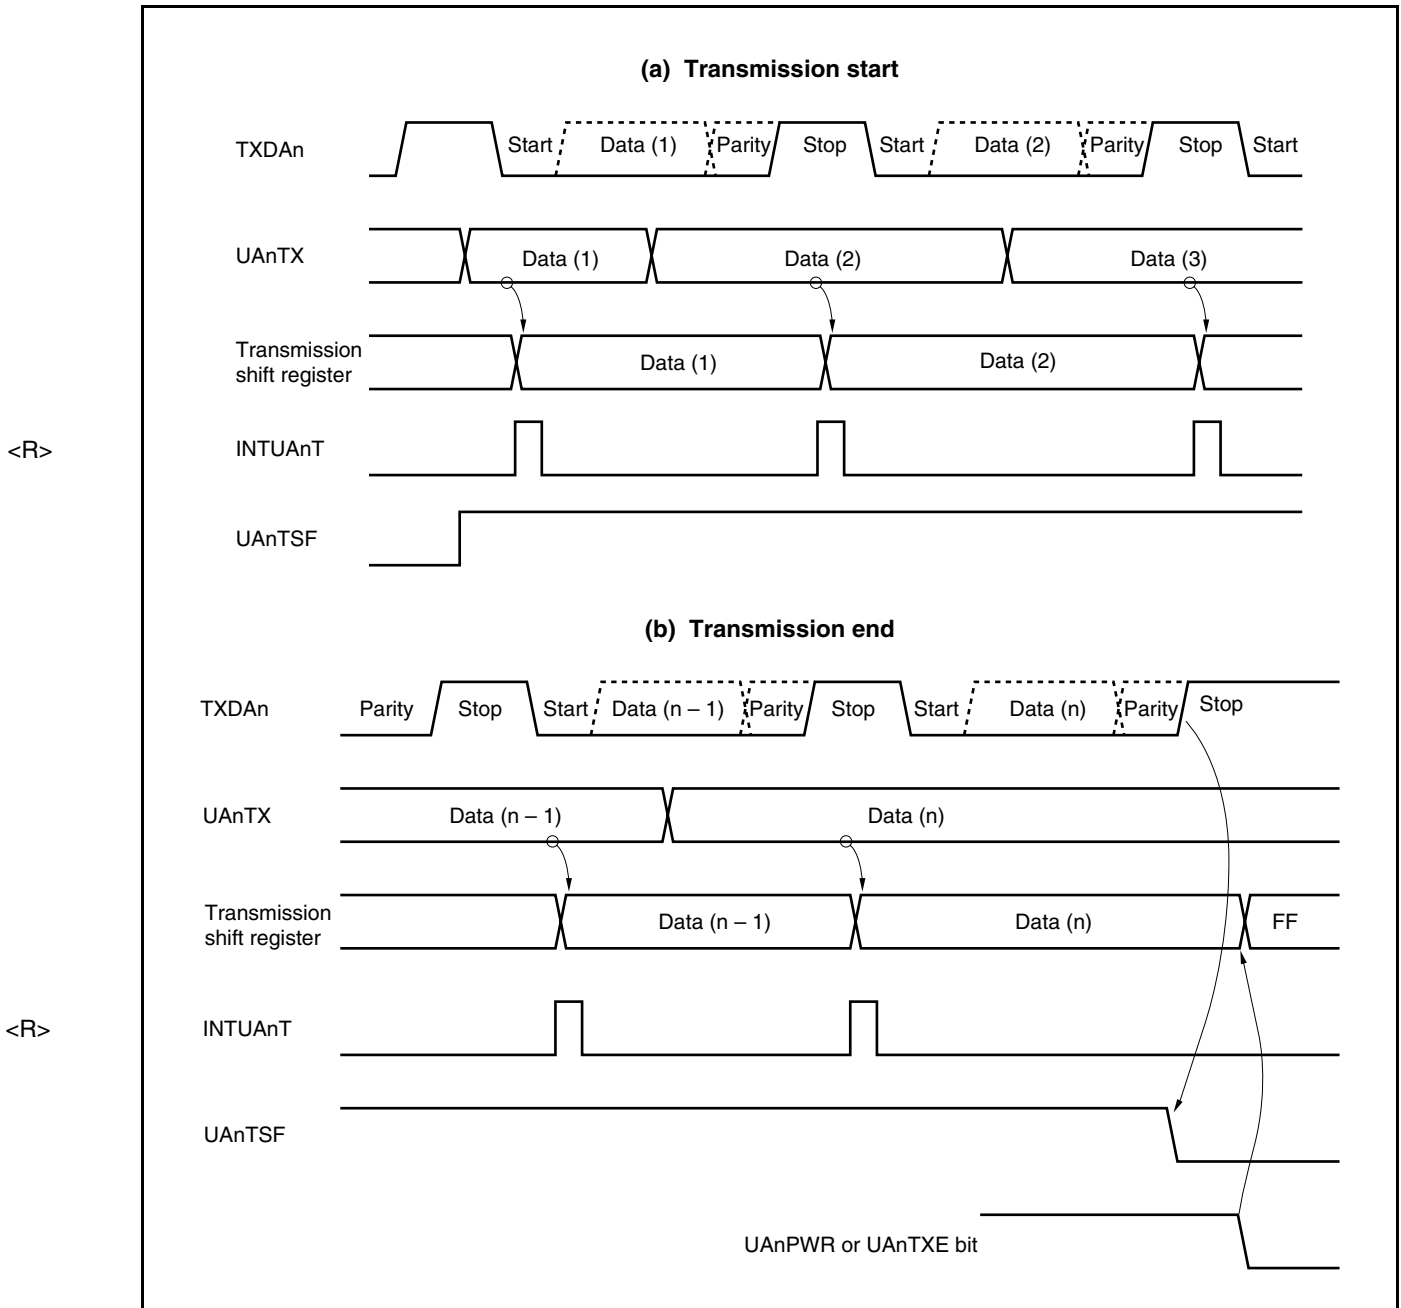 (a) Transmission start
TXDAn
Start Data (1) Parity Stop Start Data (2) Parity Stop Start
UAnTX
Data (1) Data (2) Data (3)
Transmission
shift register
Data (1) Data (2)
<R>
INTUAnT
UAnTSF
(b) Transmission end
TXDAn
Parity Stop Start Data (n – 1) Parity Stop Start Data (n) Parity Stop
UAnTX
Data (n – 1) Data (n)
Transmission
shift register
Data (n – 1) Data (n) FF
<R>
INTUAnT
UAnTSF
UAnPWR or UAnTXE bit